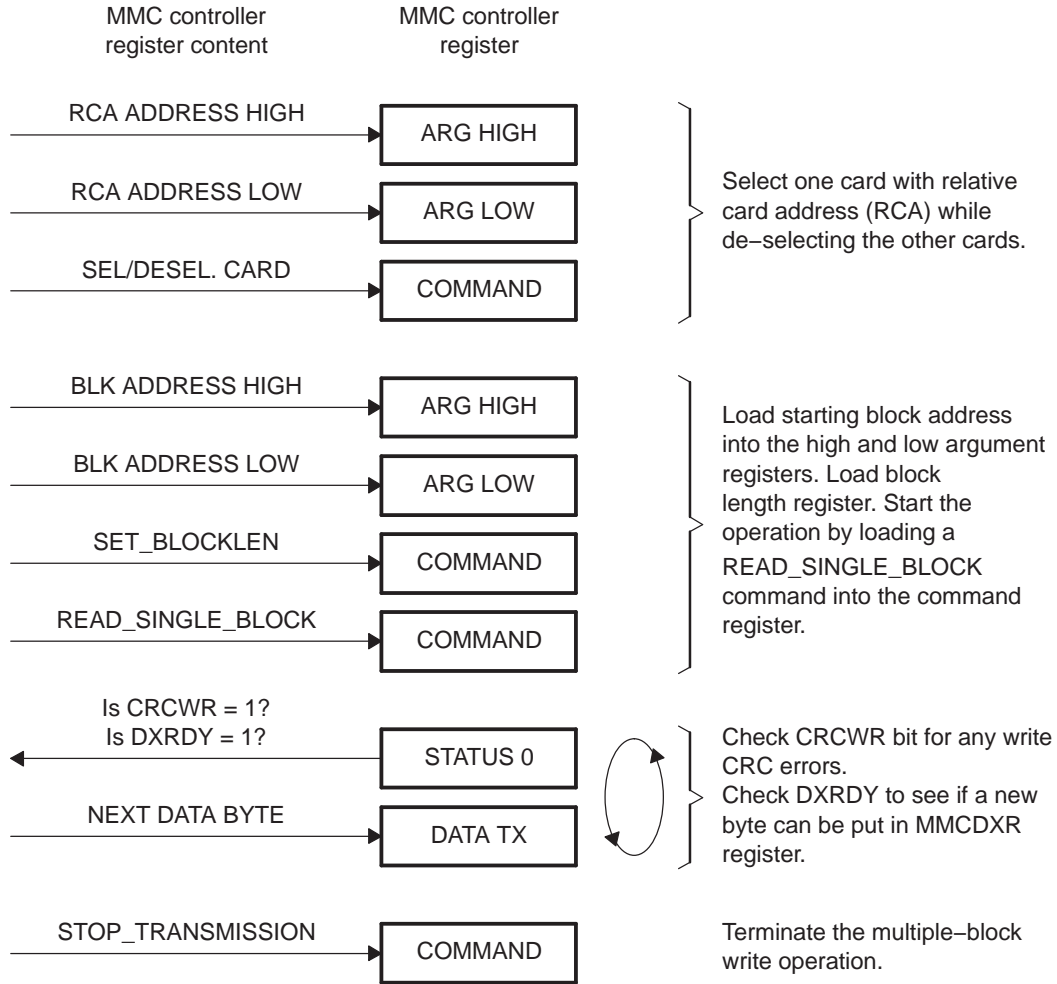 MMC controller
register content
MMC controller
register
RCA ADDRESS HIGH
ARG HIGH
RCA ADDRESS LOW
ARG LOW
SEL/DESEL. CARD
COMMAND
Select one card with relative
card address (RCA) while
de−selecting the other cards.
BLK ADDRESS HIGH
ARG HIGH
BLK ADDRESS LOW
ARG LOW
SET_BLOCKLEN
COMMAND
READ_SINGLE_BLOCK
COMMAND
Load starting block address
into the high and low argument
registers. Load block
length register. Start the
operation by loading a
READ_SINGLE_BLOCK
command into the command
register.
Is CRCWR = 1?
Is DXRDY = 1?
STATUS 0
NEXT DATA BYTE
DATA TX
Check CRCWR bit for any write
CRC errors.
Check DXRDY to see if a new
byte can be put in MMCDXR
register.
STOP_TRANSMISSION
COMMAND
Terminate the multiple−block
write operation.